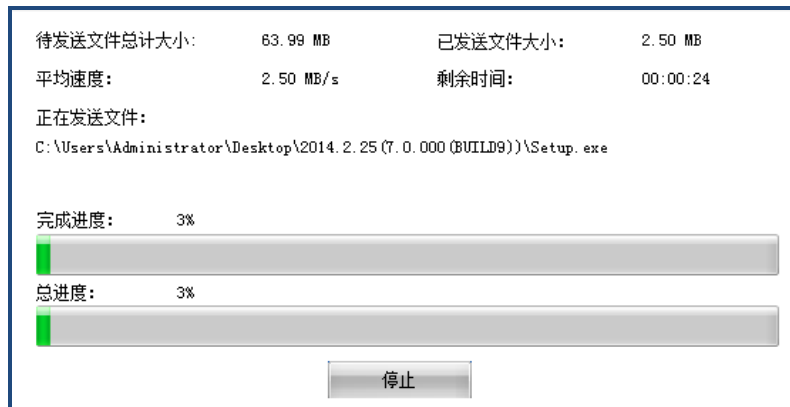 待发送文件总计大小: 63.99 MB 已发送文件大小: 2.50 MB
平均速度: 2.50 MB/s 剩余时间: 00:00:24
正在发送文件:
C:\Users\Administrator\Desktop\2014.2.25(7.0.000(BUILD9))\Setup.exe
完成进度: 3%
总进度: 3%
停止